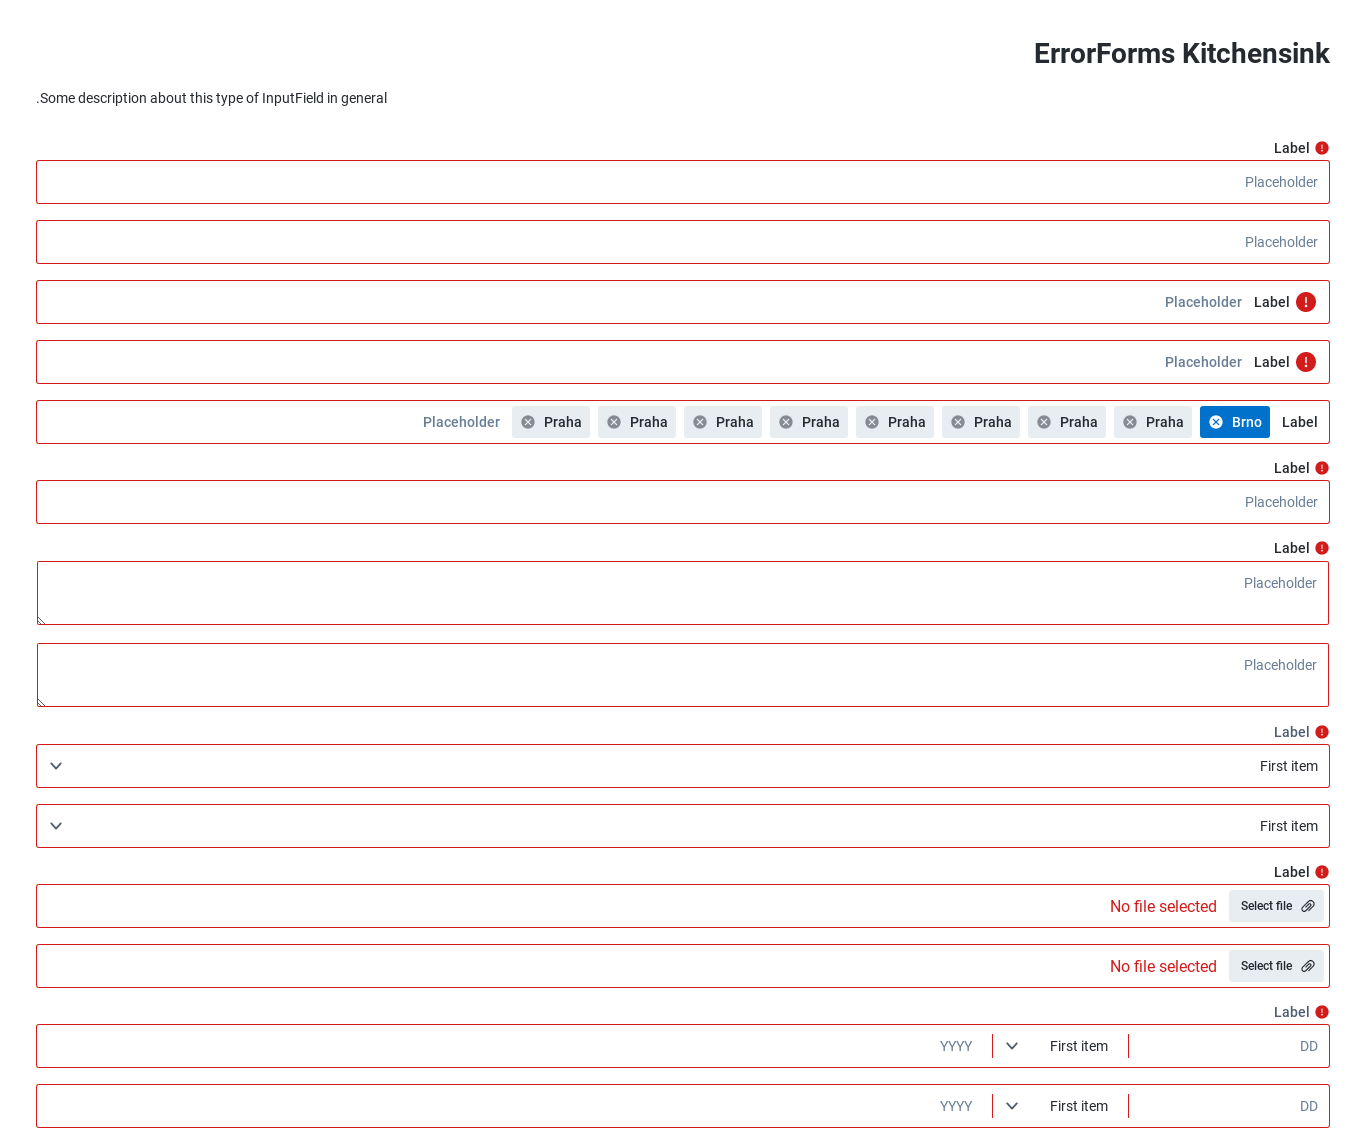 ErrorForms Kitchensink
.Some description about this type of InputField in general
Label
Placeholder
Placeholder
Label Placeholder
Label Placeholder
Label Brno Praha Praha Praha Praha Praha Praha Praha Praha Placeholder
Label
Placeholder
Label
Placeholder
Placeholder
Label
First item
First item
Label
Select file No file selected
Select file No file selected
Label
DD First item YYYY
DD First item YYYY